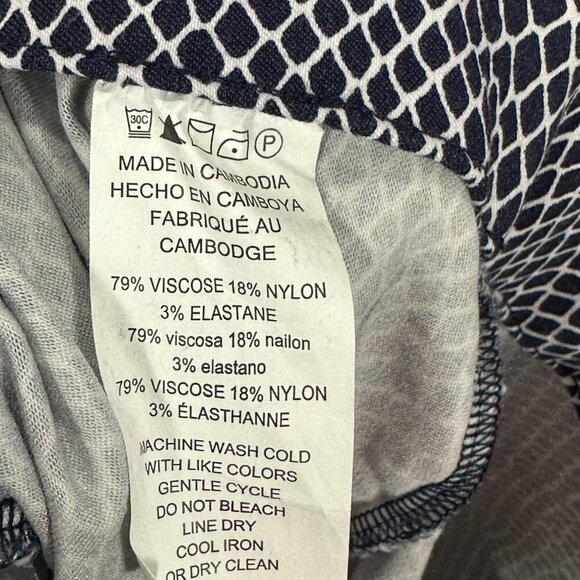 30C
P
MADE IN CAMBODIA
HECHO EN CAMBOYA
FABRIQUÉ AU
CAMBODGE
79% VISCOSE 18% NYLON
3% ELASTANE
79% viscosa 18% nailon
3% elastano
79% VISCOSE 18% NYLON
3% ÉLASTHANNE
MACHINE WASH COLD
WITH LIKE COLORS
GENTLE CYCLE
DO NOT BLEACH
LINE DRY
COOL IRON
OR DRY CLEAN